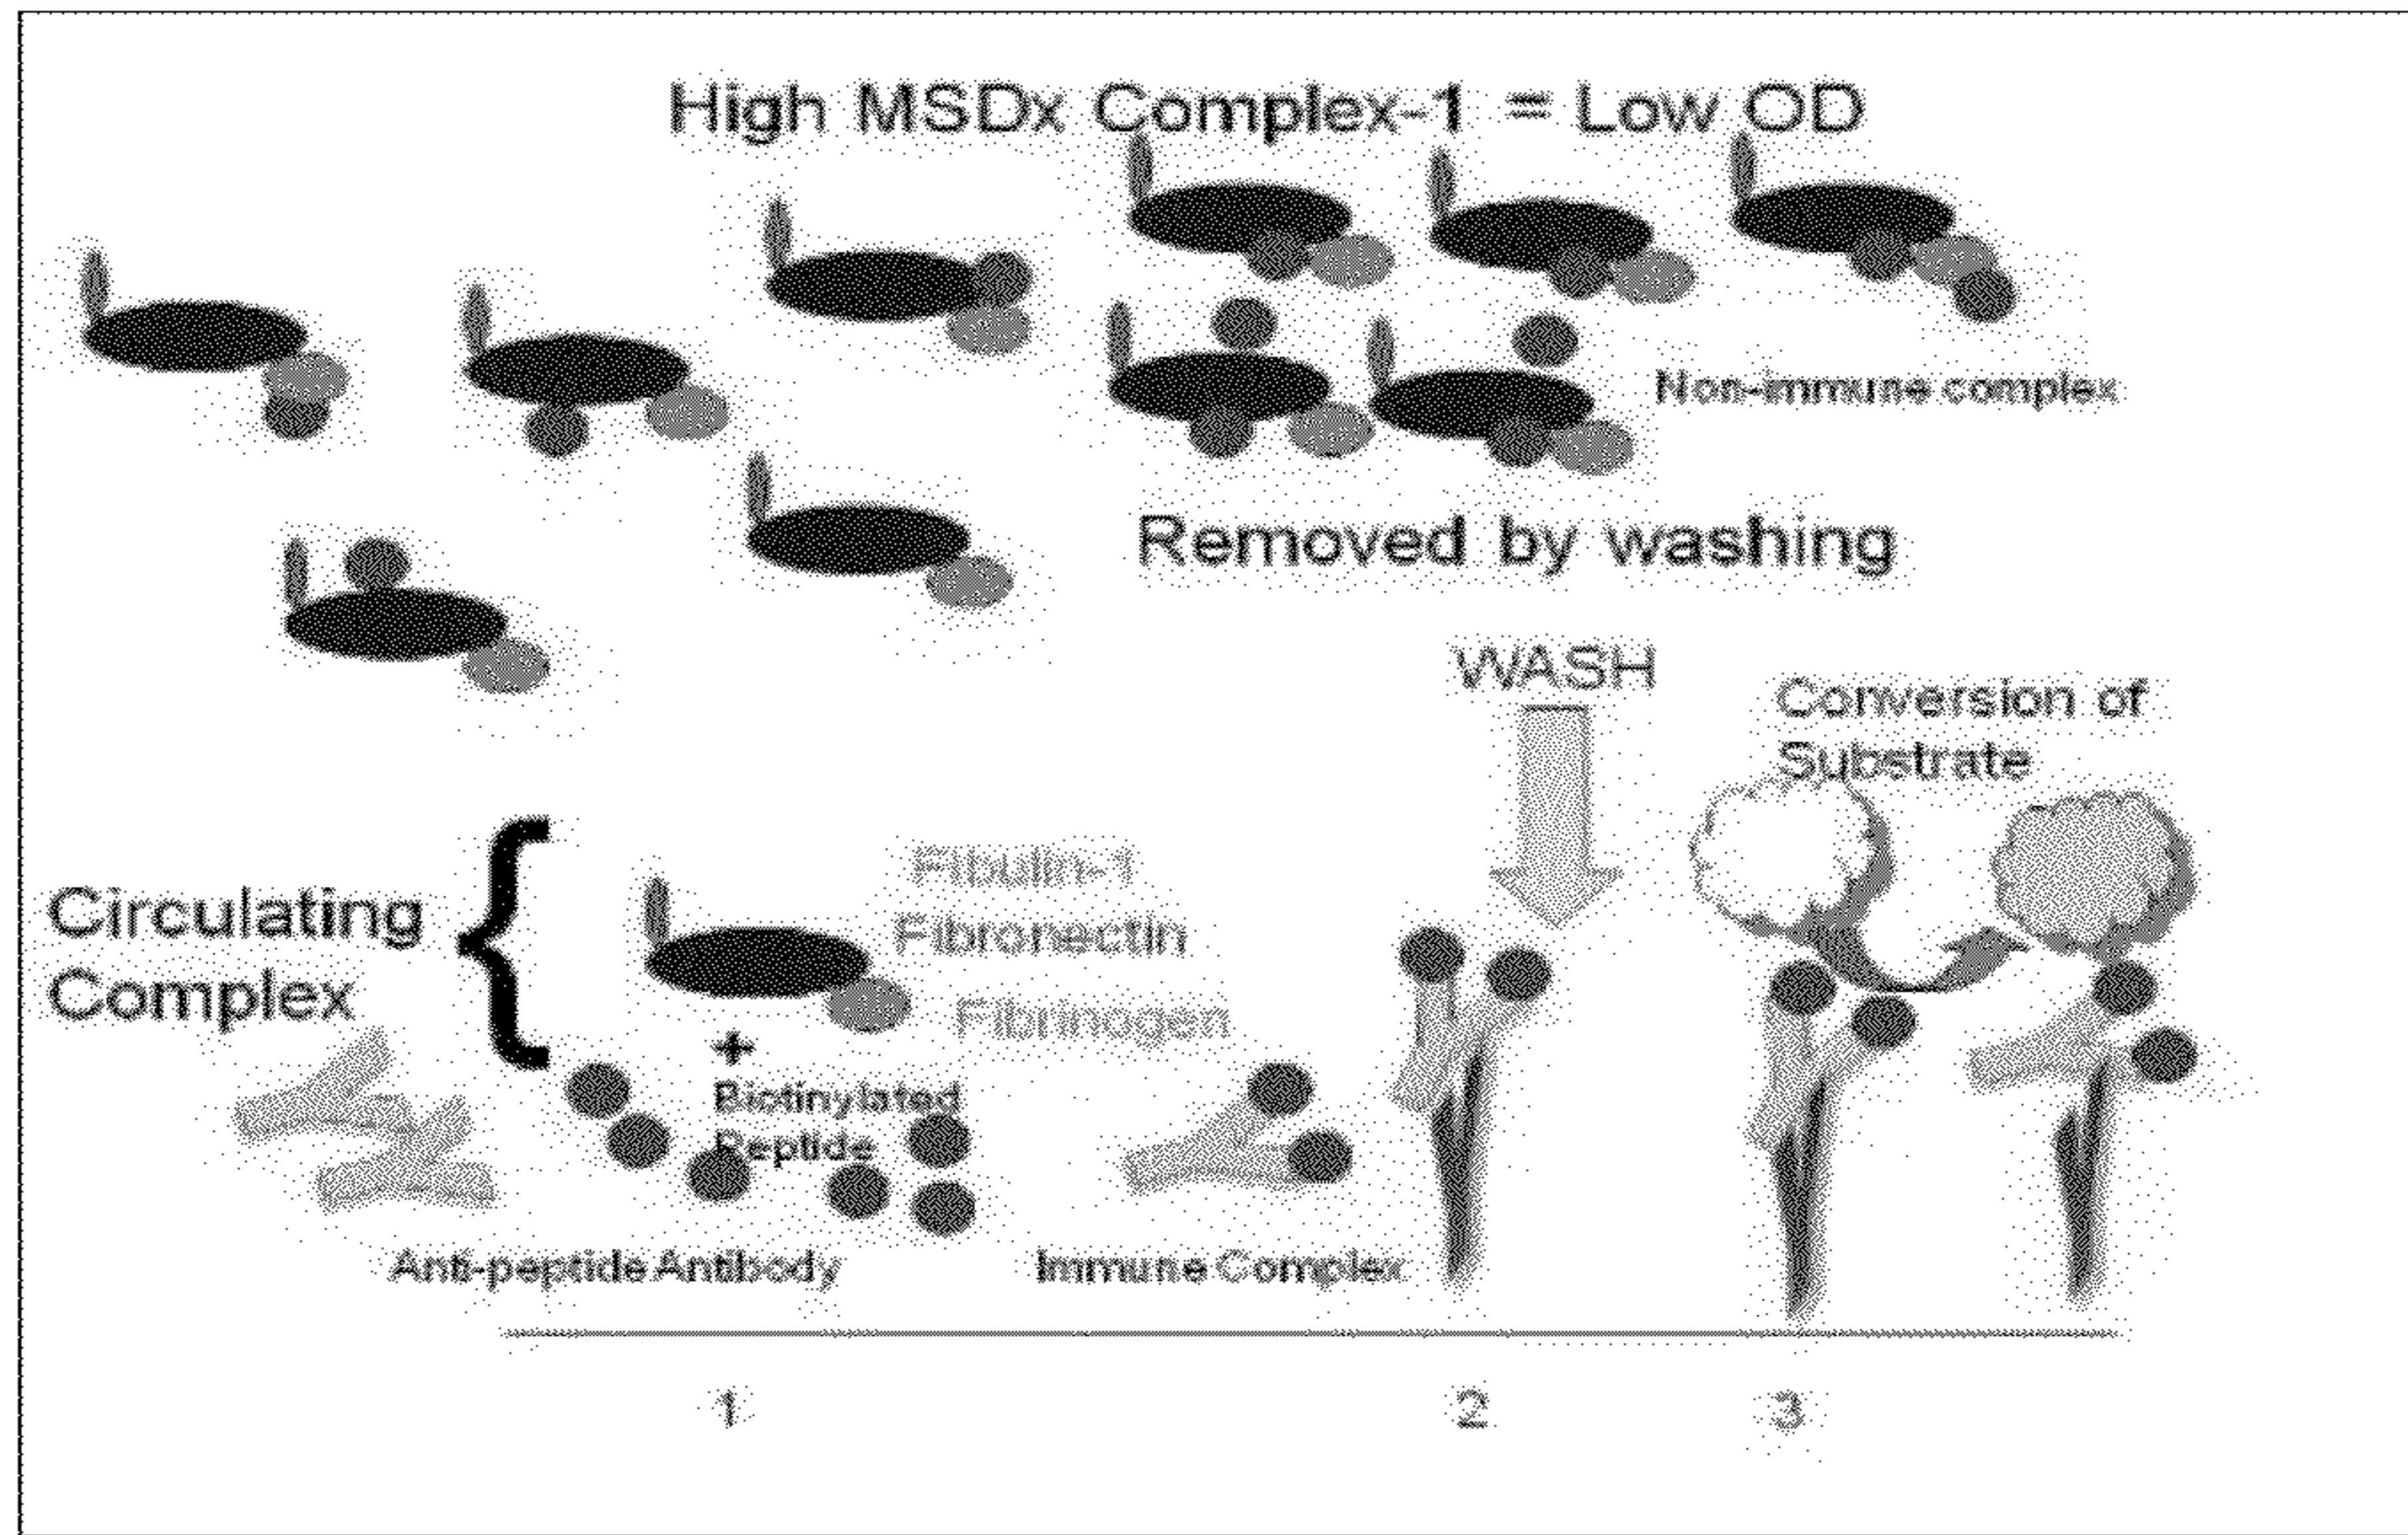 High MSDx Complex-1 = Low OD
Non-immune complex
Removed by washing
WASH
Conversion of
Substrate
Circulating
Complex
Fibulin-1
Fibronectin
Fibrinogen
+
Biotinylated
Peptide
Anti-peptide Antibody
Immune Complex
1
2
3